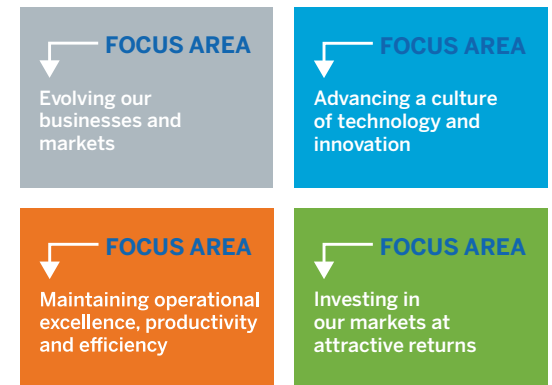 FOCUS AREA
Evolving our
businesses and
markets
FOCUS AREA
Advancing a culture
of technology and
innovation
FOCUS AREA
Maintaining operational
excellence, productivity
and efficiency
FOCUS AREA
Investing in
our markets at
attractive returns